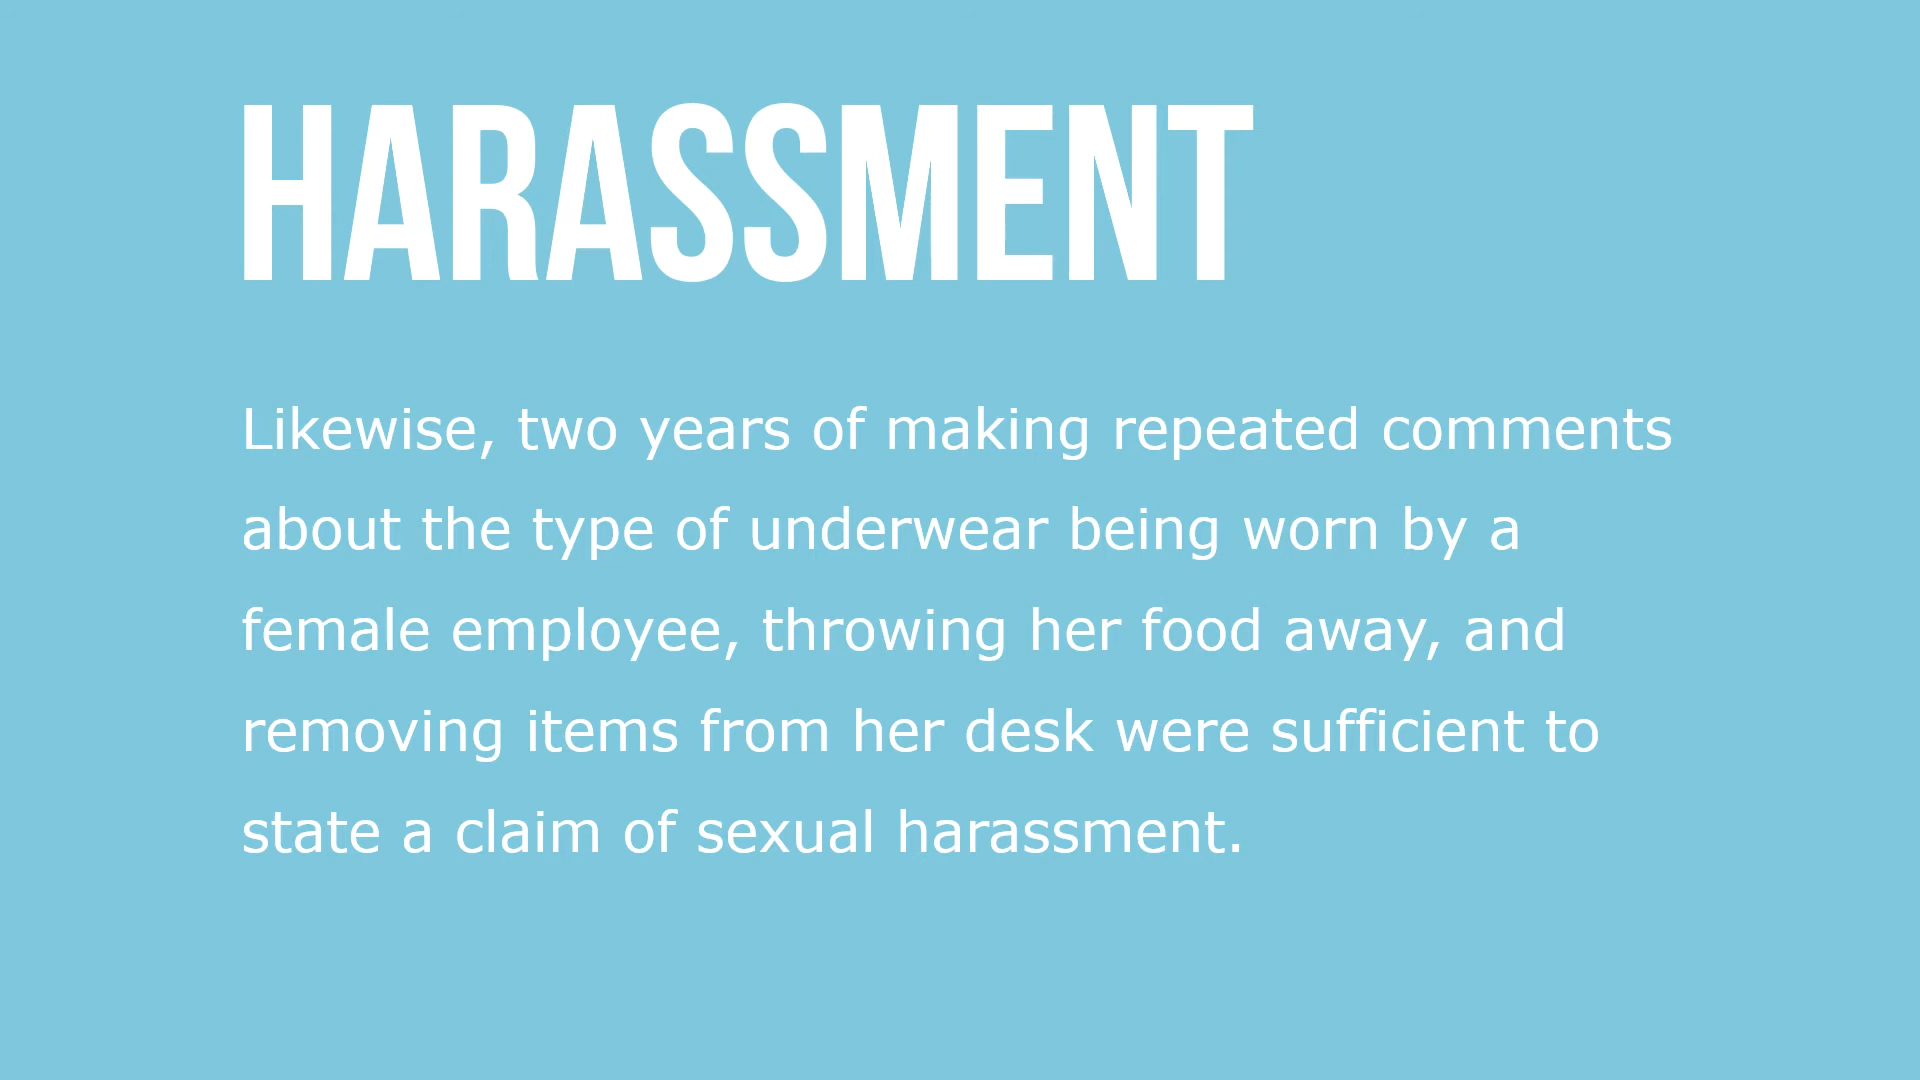 HARASSMENT
Likewise, two years of making repeated comments
about the type of underwear being worn by a
female employee, throwing her food away, and
removing items from her desk were sufficient to
state a claim of sexual harassment.